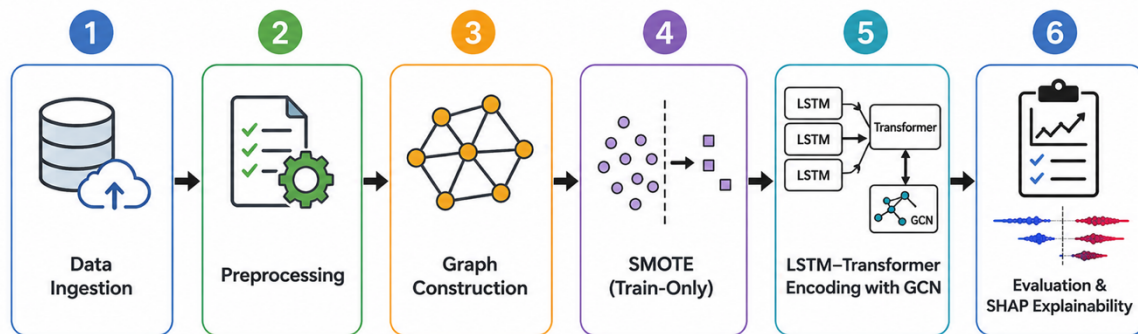 1
2
3
4
5
6
Data
Ingestion
Preprocessing
Graph
Construction
SMOTE
(Train-Only)
LSTM
LSTM
LSTM
Transformer
GCN
LSTM–Transformer
Encoding with GCN
Evaluation &
SHAP Explainability